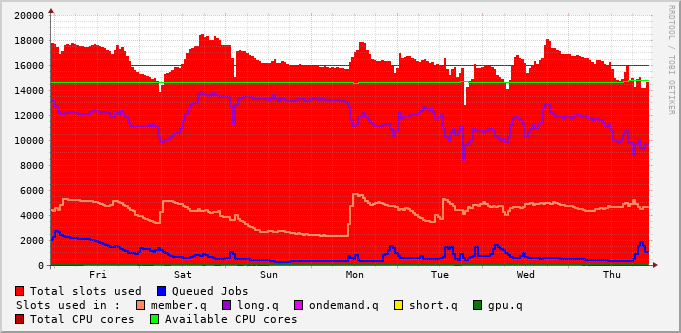 20000
18000
16000
14000
12000
10000
8000
6000
4000
2000
0
Fri Sat Sun Mon Tue Wed Thu
RRDTOOL / TOBI OETIKER
Total slots used Queued Jobs
Slots used in : member.q long.q ondemand.q short.q gpu.q
Total CPU cores Available CPU cores